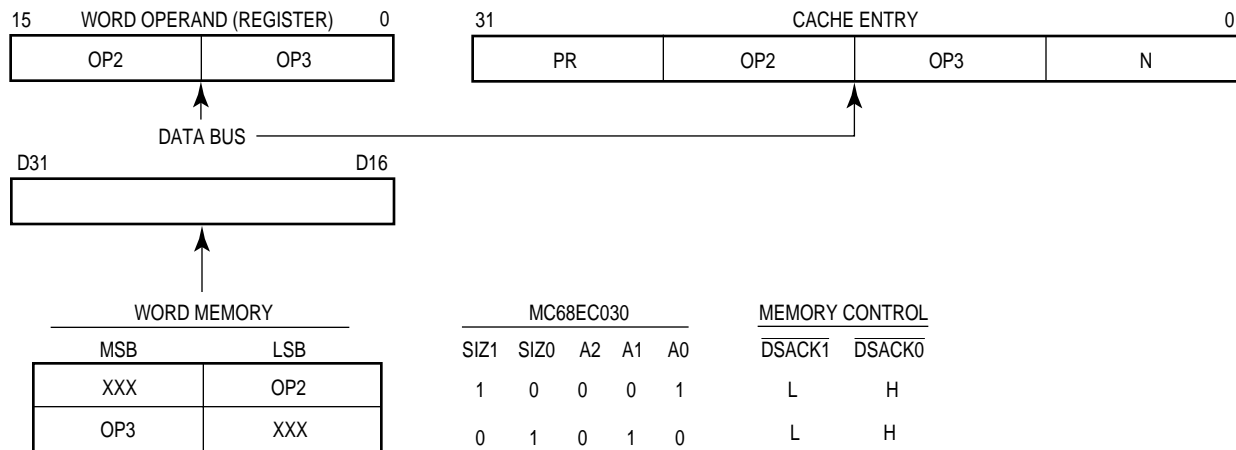 15 WORD OPERAND (REGISTER) 0 31 CACHE ENTRY 0
OP2 OP3 PR OP2 OP3 N
DATA BUS
D31 D16
WORD MEMORY MC68EC030 MEMORY CONTROL
MSB LSB SIZ1 SIZ0 A2 A1 A0 DSACK1 DSACK0
XXX OP2 1 0 0 0 1 L H
OP3 XXX 0 1 0 1 0 L H